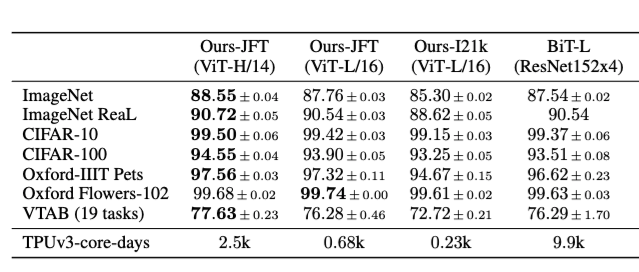 Ours-JFT Ours-JFT Ours-I21k BiT-L
(ViT-H/14) (ViT-L/16) (ViT-L/16) (ResNet152x4)
ImageNet 88.55 ± 0.04 87.76 ± 0.03 85.30 ± 0.02 87.54 ± 0.02
ImageNet ReaL 90.72 ± 0.05 90.54 ± 0.03 88.62 ± 0.05 90.54
CIFAR-10 99.50 ± 0.06 99.42 ± 0.03 99.15 ± 0.03 99.37 ± 0.06
CIFAR-100 94.55 ± 0.04 93.90 ± 0.05 93.25 ± 0.05 93.51 ± 0.08
Oxford-IIIT Pets 97.56 ± 0.03 97.32 ± 0.11 94.67 ± 0.15 96.62 ± 0.23
Oxford Flowers-102 99.68 ± 0.02 99.74 ± 0.00 99.61 ± 0.02 99.63 ± 0.03
VTAB (19 tasks) 77.63 ± 0.23 76.28 ± 0.46 72.72 ± 0.21 76.29 ± 1.70
TPUv3-core-days 2.5k 0.68k 0.23k 9.9k